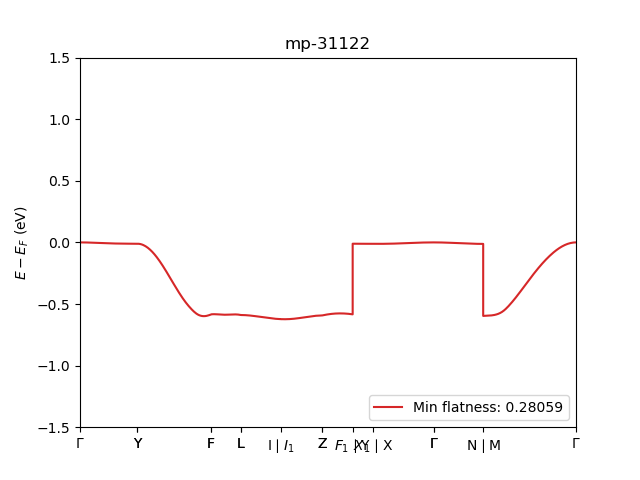 mp-31122
E − E_F (eV)
1.5
1.0
0.5
0.0
−0.5
−1.0
−1.5
Min flatness: 0.28059
Γ Y F L I | I₁ Z F₁ | Y X₁ | X Γ N | M Γ